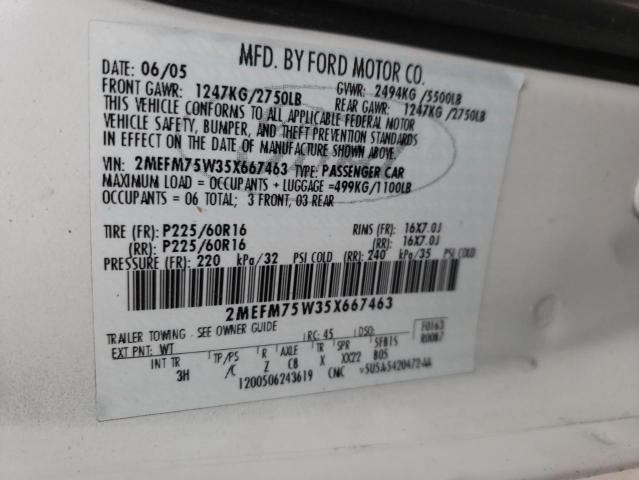 MFD. BY FORD MOTOR CO.
DATE: 06/05 GVWR: 2494KG/5500LB
FRONT GAWR: 1247KG/2750LB REAR GAWR: 1247KG/2750LB
THIS VEHICLE CONFORMS TO ALL APPLICABLE FEDERAL MOTOR
VEHICLE SAFETY, BUMPER, AND THEFT PREVENTION STANDARDS
IN EFFECT ON THE DATE OF MANUFACTURE SHOWN ABOVE.
VIN: 2MEFM75W35X667463 TYPE: PASSENGER CAR
MAXIMUM LOAD = OCCUPANTS + LUGGAGE =499KG/1100LB
OCCUPANTS = 06 TOTAL; 3 FRONT, 03 REAR
TIRE (FR): P225/60R16 RIMS (FR): 16X7.0J
(RR): P225/60R16 (RR): 16X7.0J
PRESSURE (FR): 220 kPa/32 PSI COLD (RR): 240 kPa/35 PSI COLD
2MEFM75W35X667463
TRAILER TOWING - SEE OWNER GUIDE
EXT PNT: WT RC: 45 DSO: F0163
R0087
INT TR TP/PS R AXLE TR SPR 5FBT5
3H /C Z CB X XX22 B05
1200506243619 CMC